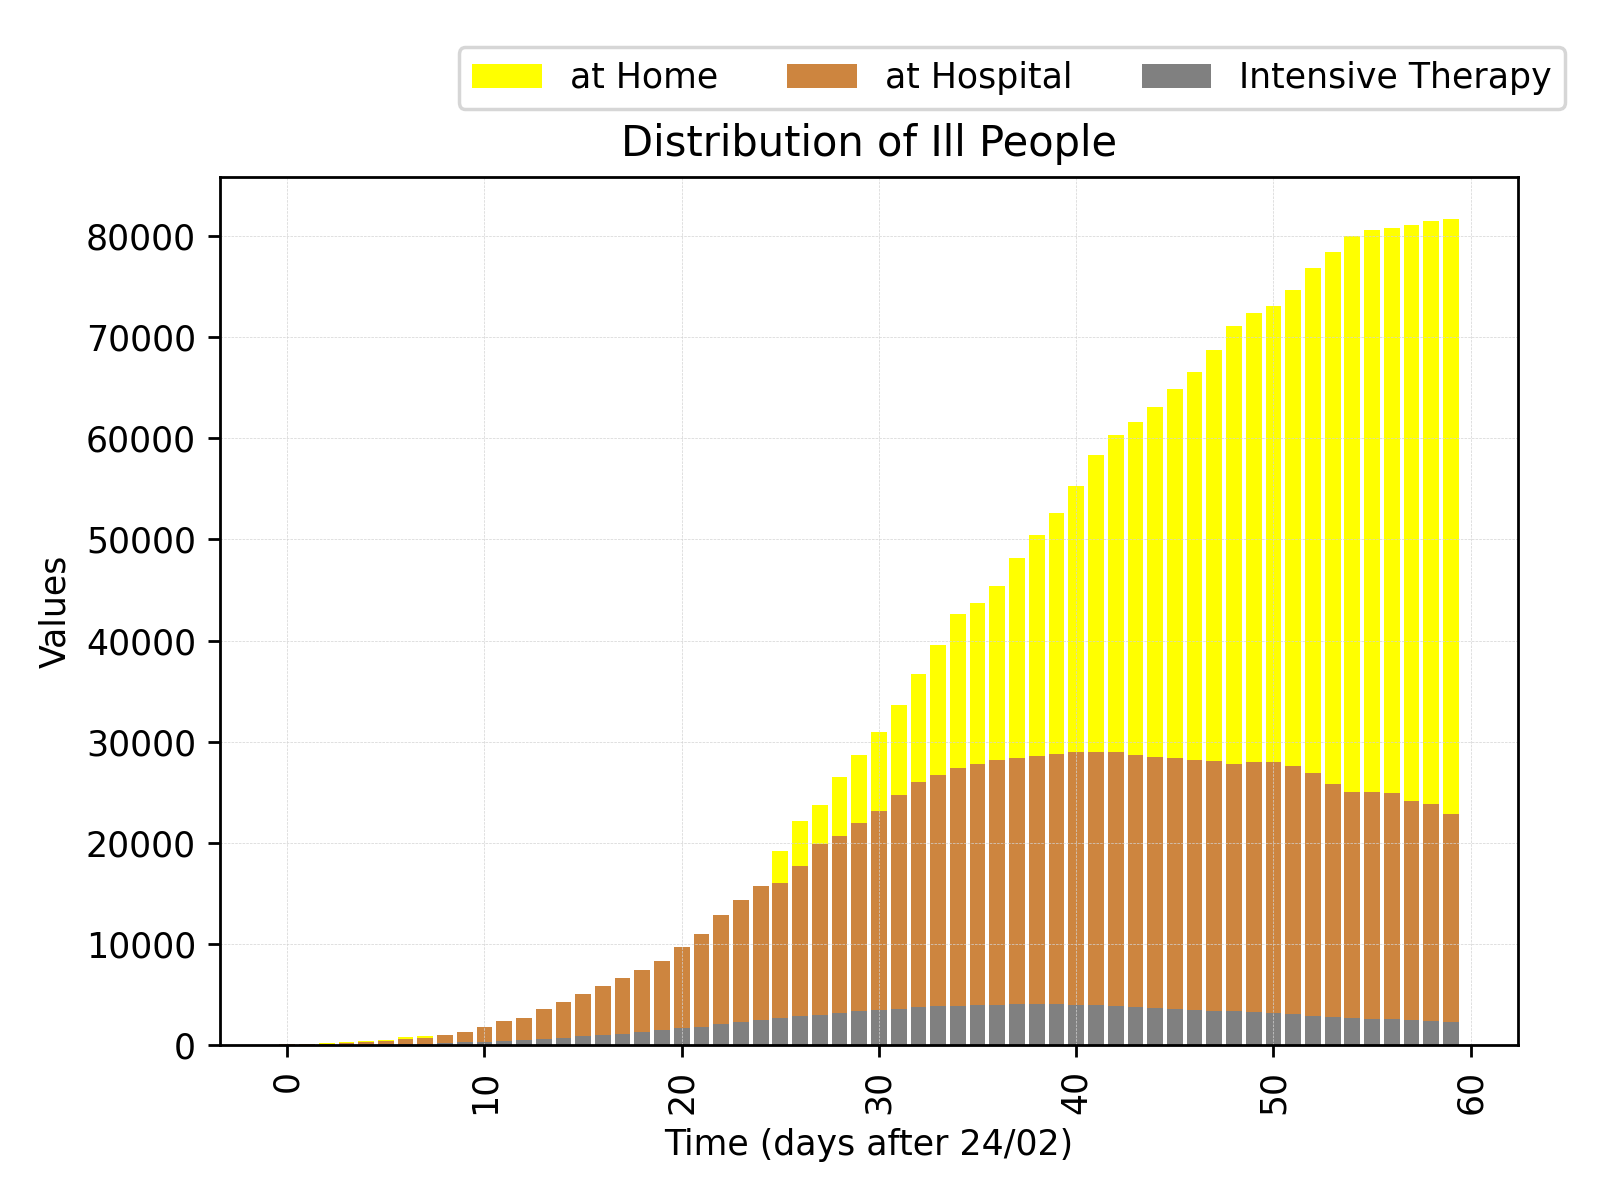 at Home at Hospital Intensive Therapy
Distribution of Ill People
80000
70000
60000
50000
40000
30000
20000
10000
0
Values
0 10 20 30 40 50 60
Time (days after 24/02)